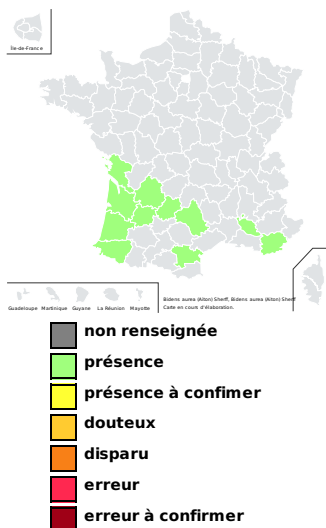 Île-de-France
Guadeloupe Martinique Guyane La Réunion Mayotte
Bidens aurea (Aiton) Sherff, Bidens aurea (Aiton) Sherff
Carte en cours d'élaboration.
non renseignée
présence
présence à confimer
douteux
disparu
erreur
erreur à confirmer